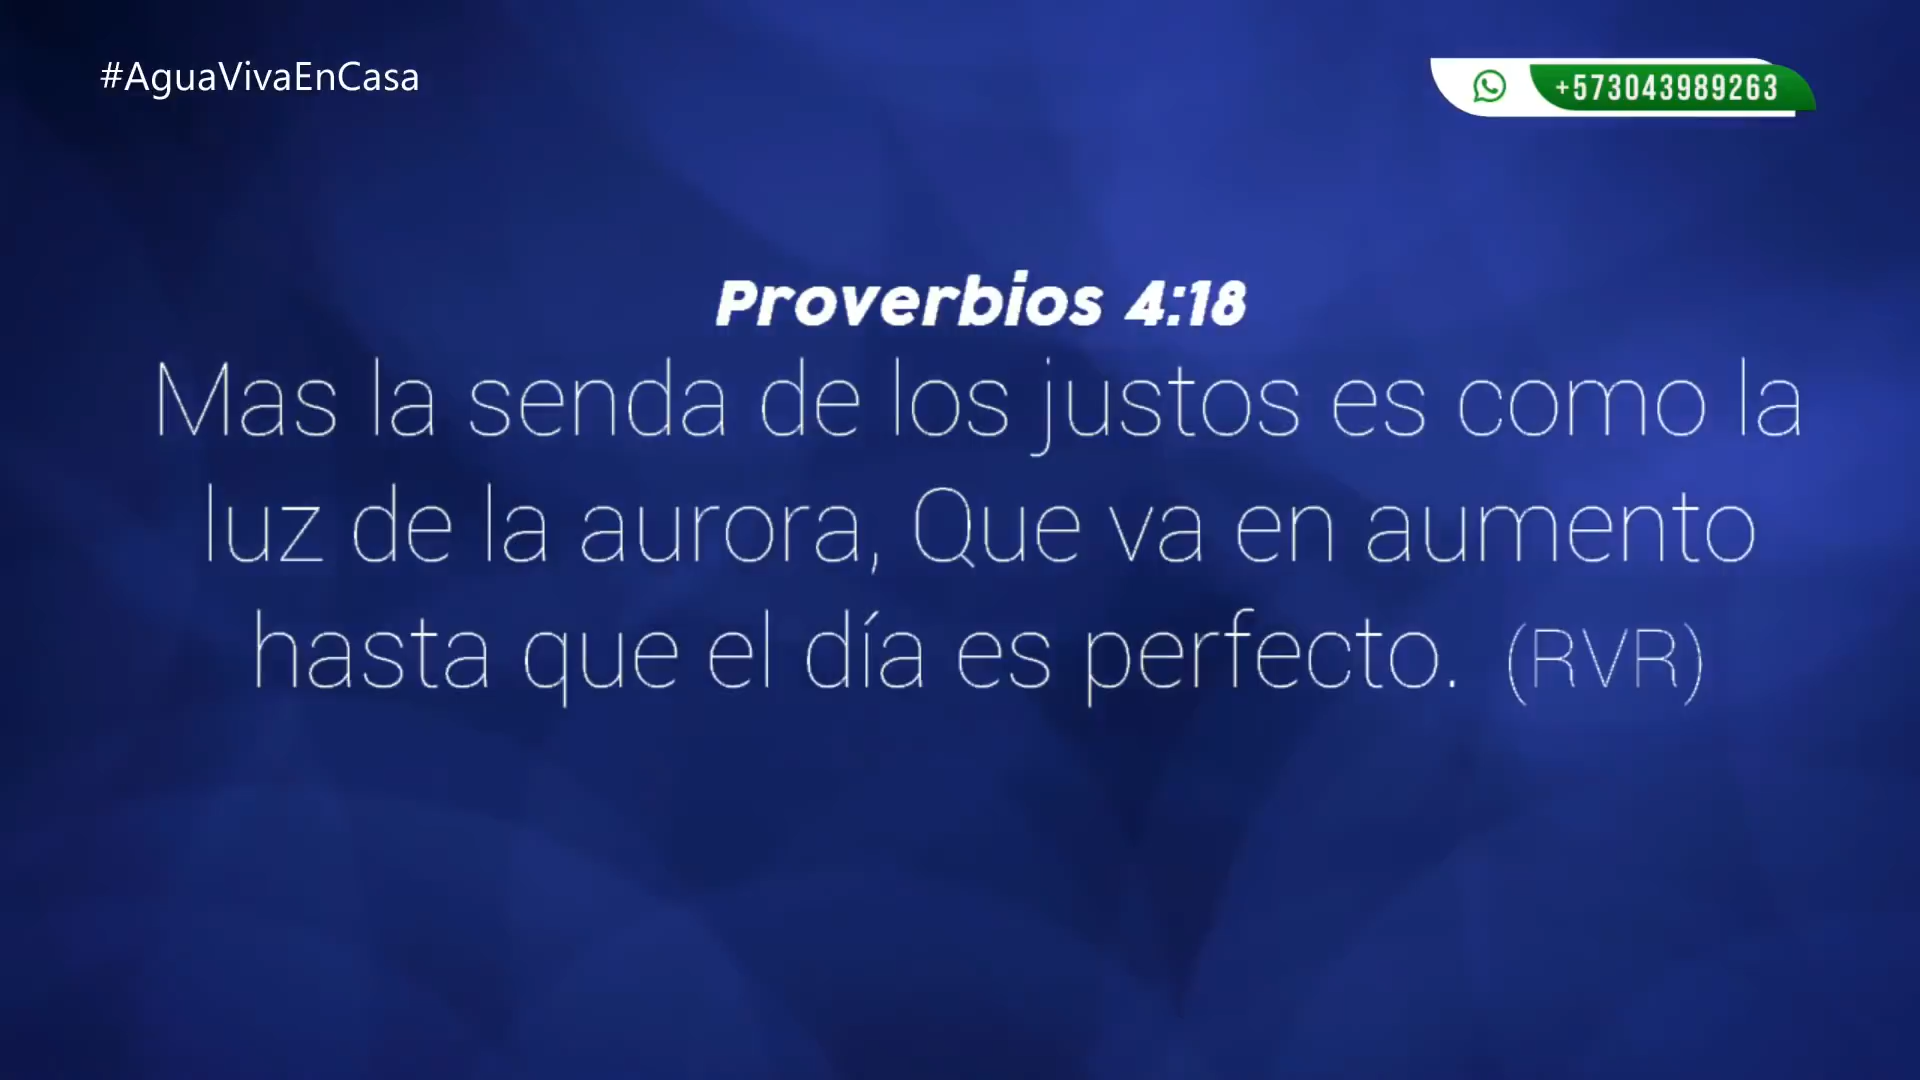 #AguaVivaEnCasa
+573043989263
Proverbios 4:18
Mas la senda de los justos es como la
luz de la aurora, Que va en aumento
hasta que el día es perfecto. (RVR)